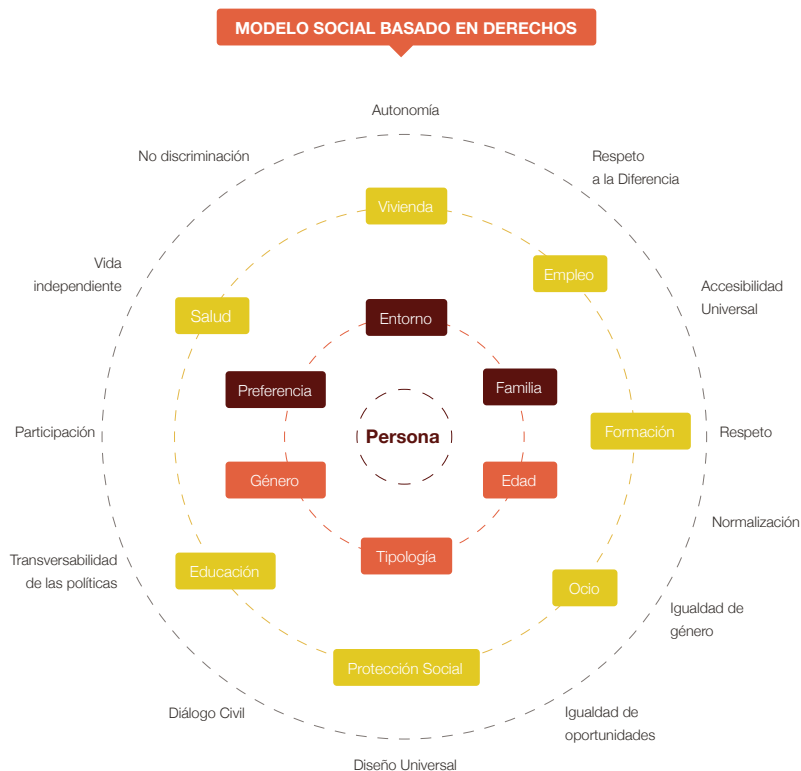 MODELO SOCIAL BASADO EN DERECHOS
Autonomía
No discriminación
Respeto
a la Diferencia
Vivienda
Vida
independiente
Empleo
Accesibilidad
Universal
Salud
Entorno
Preferencia
Familia
Participación
Persona
Formación
Respeto
Género
Edad
Normalización
Tipología
Transversabilidad
de las políticas
Educación
Ocio
Igualdad de
género
Protección Social
Diálogo Civil
Igualdad de
oportunidades
Diseño Universal